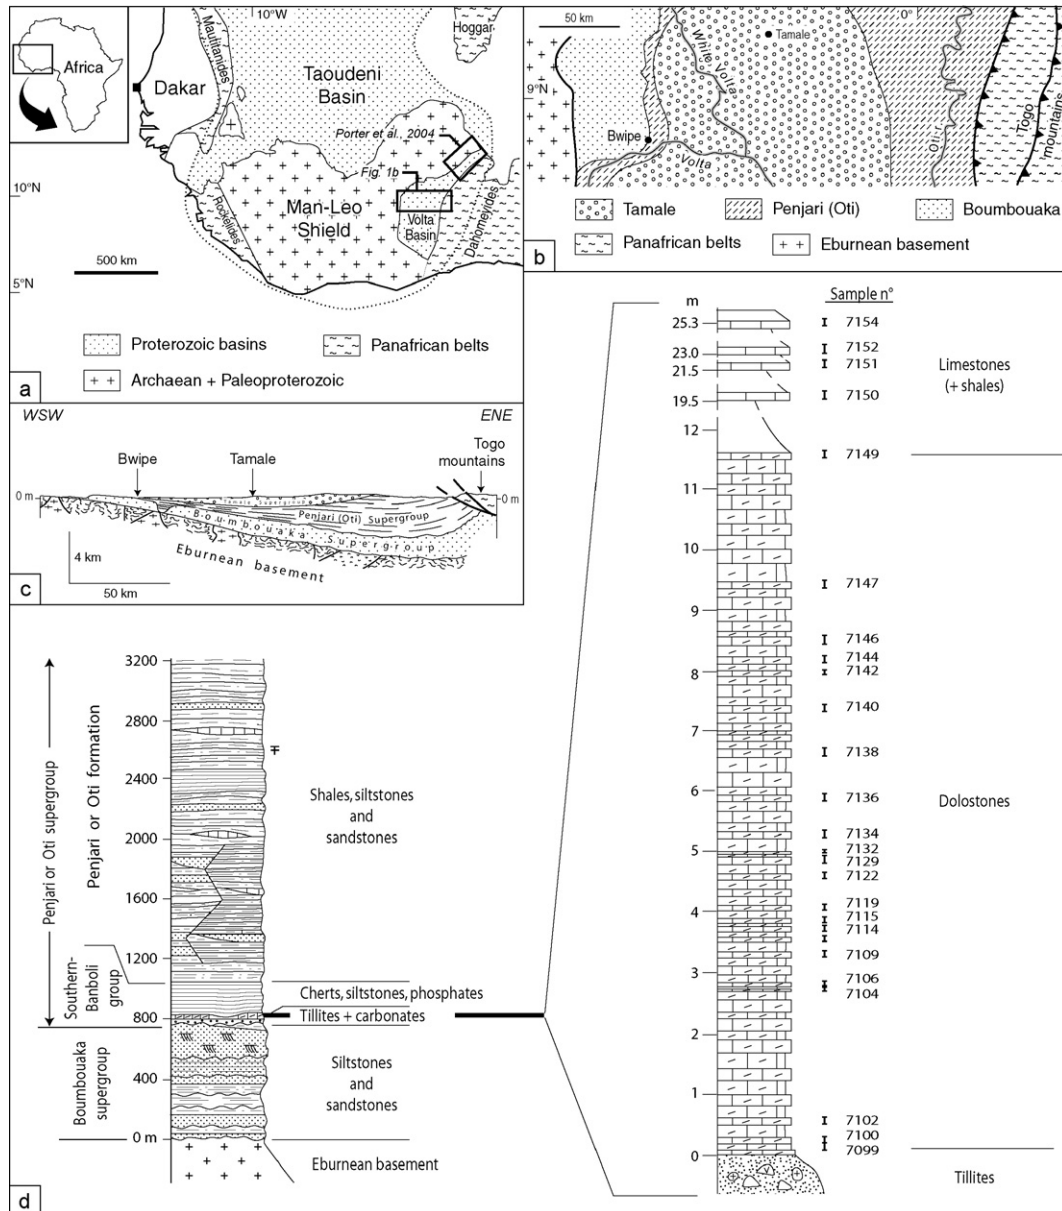 10°W
Hoggar
Mauritanides
Africa
Taoudeni
Basin
Dakar
Porter et al., 2004
Fig. 1b
10°N
Man-Leo
Shield
Volta
Basin
Rockelides
Dahomeyides
500 km
5°N
Proterozoic basins
Panafrican belts
Archaean + Paleoproterozoic
a
50 km
0°
Tamale
White Volta
9°N
Bwipe
Volta
Oti
Togo
mountains
Tamale
Penjari (Oti)
Boumbouaka
Panafrican belts
Eburnean basement
b
WSW
ENE
Bwipe
Tamale
Togo
mountains
0 m
0 m
Tamale Supergroup
Penjari (Oti) Supergroup
Boumbouaka Supergroup
Eburnean basement
4 km
50 km
c
Penjari or Oti supergroup
Penjari or Oti formation
Southern-
Banboli
group
Boumbouaka
supergroup
3200
2800
2400
2000
1600
1200
800
400
0 m
Shales, siltstones
and
sandstones
Cherts, siltstones, phosphates
Tillites + carbonates
Siltstones
and
sandstones
Eburnean basement
d
m
Sample n°
25.3
7154
23.0
7152
21.5
7151
19.5
7150
12
7149
11
10
9
7147
7146
7144
8
7142
7140
7
7138
6
7136
7134
5
7132
7129
7122
4
7119
7115
7114
7109
3
7106
7104
2
1
7102
7100
0
7099
Limestones
(+ shales)
Dolostones
Tillites